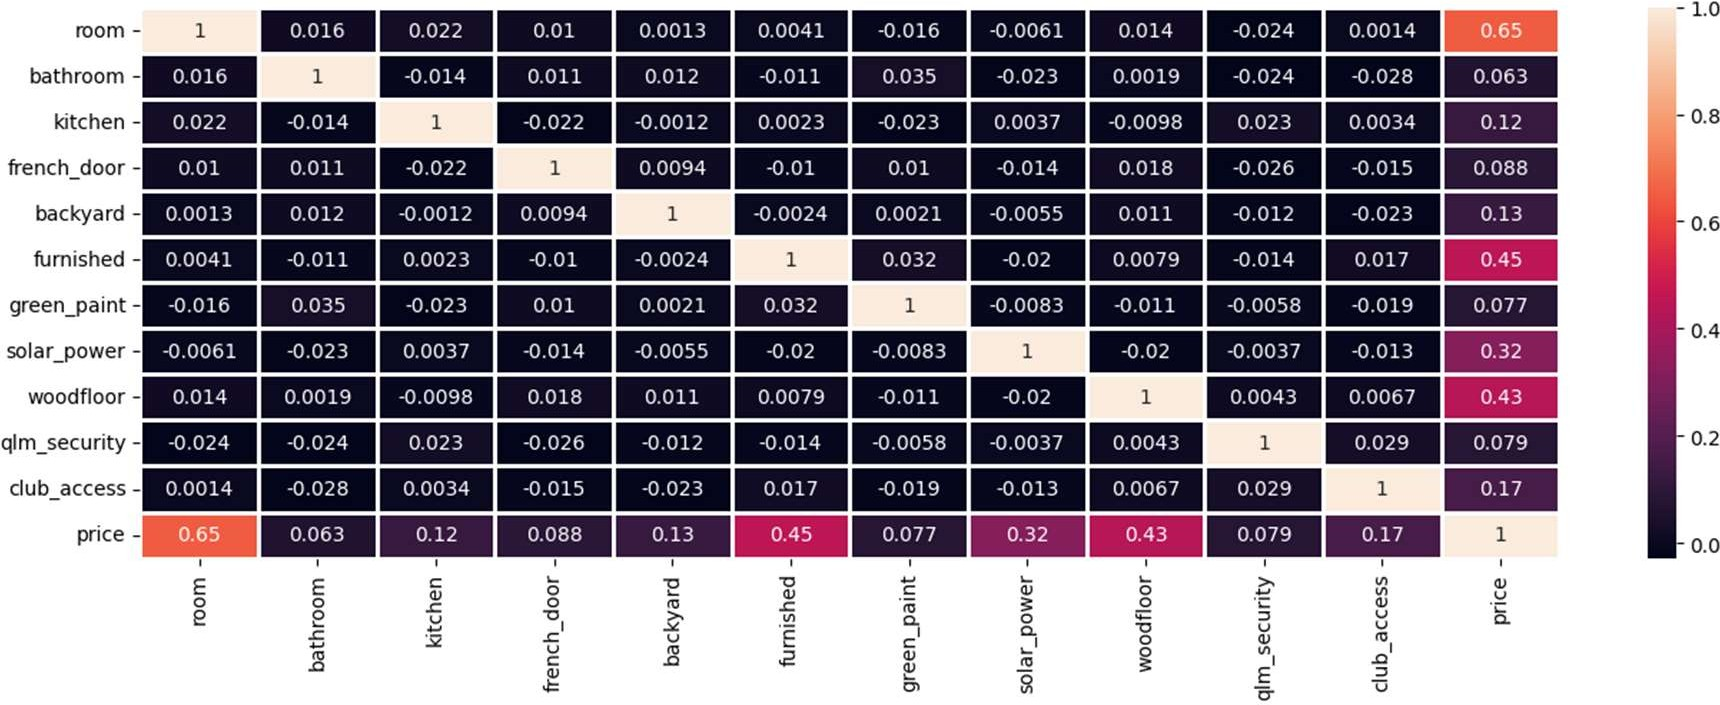 room 1 0.016 0.022 0.01 0.0013 0.0041 -0.016 -0.0061 0.014 -0.024 0.0014 0.65 1.0
bathroom 0.016 1 -0.014 0.011 0.012 -0.011 0.035 -0.023 0.0019 -0.024 -0.028 0.063
kitchen 0.022 -0.014 1 -0.022 -0.0012 0.0023 -0.023 0.0037 -0.0098 0.023 0.0034 0.12 0.8
french_door 0.01 0.011 -0.022 1 0.0094 -0.01 0.01 -0.014 0.018 -0.026 -0.015 0.088
backyard 0.0013 0.012 -0.0012 0.0094 1 -0.0024 0.0021 -0.0055 0.011 -0.012 -0.023 0.13 0.6
furnished 0.0041 -0.011 0.0023 -0.01 -0.0024 1 0.032 -0.02 0.0079 -0.014 0.017 0.45
green_paint -0.016 0.035 -0.023 0.01 0.0021 0.032 1 -0.0083 -0.011 -0.0058 -0.019 0.077 0.4
solar_power -0.0061 -0.023 0.0037 -0.014 -0.0055 -0.02 -0.0083 1 -0.02 -0.0037 -0.013 0.32
woodfloor 0.014 0.0019 -0.0098 0.018 0.011 0.0079 -0.011 -0.02 1 0.0043 0.0067 0.43
qlm_security -0.024 -0.024 0.023 -0.026 -0.012 -0.014 -0.0058 -0.0037 0.0043 1 0.029 0.079 0.2
club_access 0.0014 -0.028 0.0034 -0.015 -0.023 0.017 -0.019 -0.013 0.0067 0.029 1 0.17
price 0.65 0.063 0.12 0.088 0.13 0.45 0.077 0.32 0.43 0.079 0.17 1 0.0
room bathroom kitchen french_door backyard furnished green_paint solar_power woodfloor qlm_security club_access price